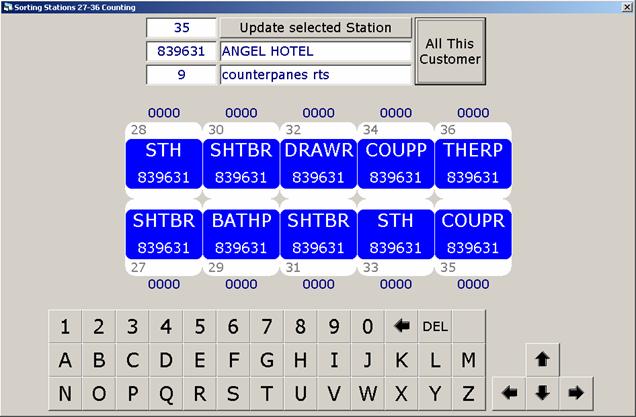 Sorting Stations 27-36 Counting
35 Update selected Station
All This Customer
839631 ANGEL HOTEL
9 counterpanes rts
0000 0000 0000 0000 0000
28 30 32 34 36
STH SHTBR DRAWR COUPP THERP
839631 839631 839631 839631 839631
SHTBR BATHP SHTBR STH COUPR
839631 839631 839631 839631 839631
27 29 31 33 35
0000 0000 0000 0000 0000
1 2 3 4 5 6 7 8 9 0 DEL
A B C D E F G H I J K L M
N O P Q R S T U V W X Y Z